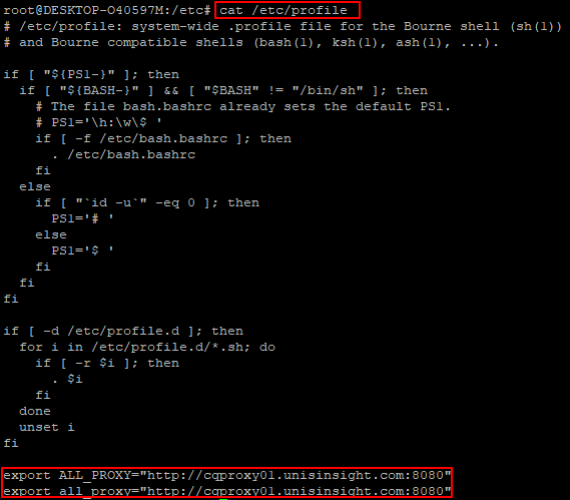 root@DESKTOP-O40597M:/etc# cat /etc/profile
# /etc/profile: system-wide .profile file for the Bourne shell (sh(1))
# and Bourne compatible shells (bash(1), ksh(1), ash(1), ...).

if [ "${PS1-}" ]; then
  if [ "${BASH-}" ] && [ "$BASH" != "/bin/sh" ]; then
    # The file bash.bashrc already sets the default PS1.
    # PS1='\h:\w\$ '
    if [ -f /etc/bash.bashrc ]; then
      . /etc/bash.bashrc
    fi
  else
    if [ "`id -u`" -eq 0 ]; then
      PS1='# '
    else
      PS1='$ '
    fi
  fi
fi

if [ -d /etc/profile.d ]; then
  for i in /etc/profile.d/*.sh; do
    if [ -r $i ]; then
      . $i
    fi
  done
  unset i
fi

export ALL_PROXY="http://cqproxy01.unisinsight.com:8080"
export all_proxy="http://cqproxy01.unisinsight.com:8080"